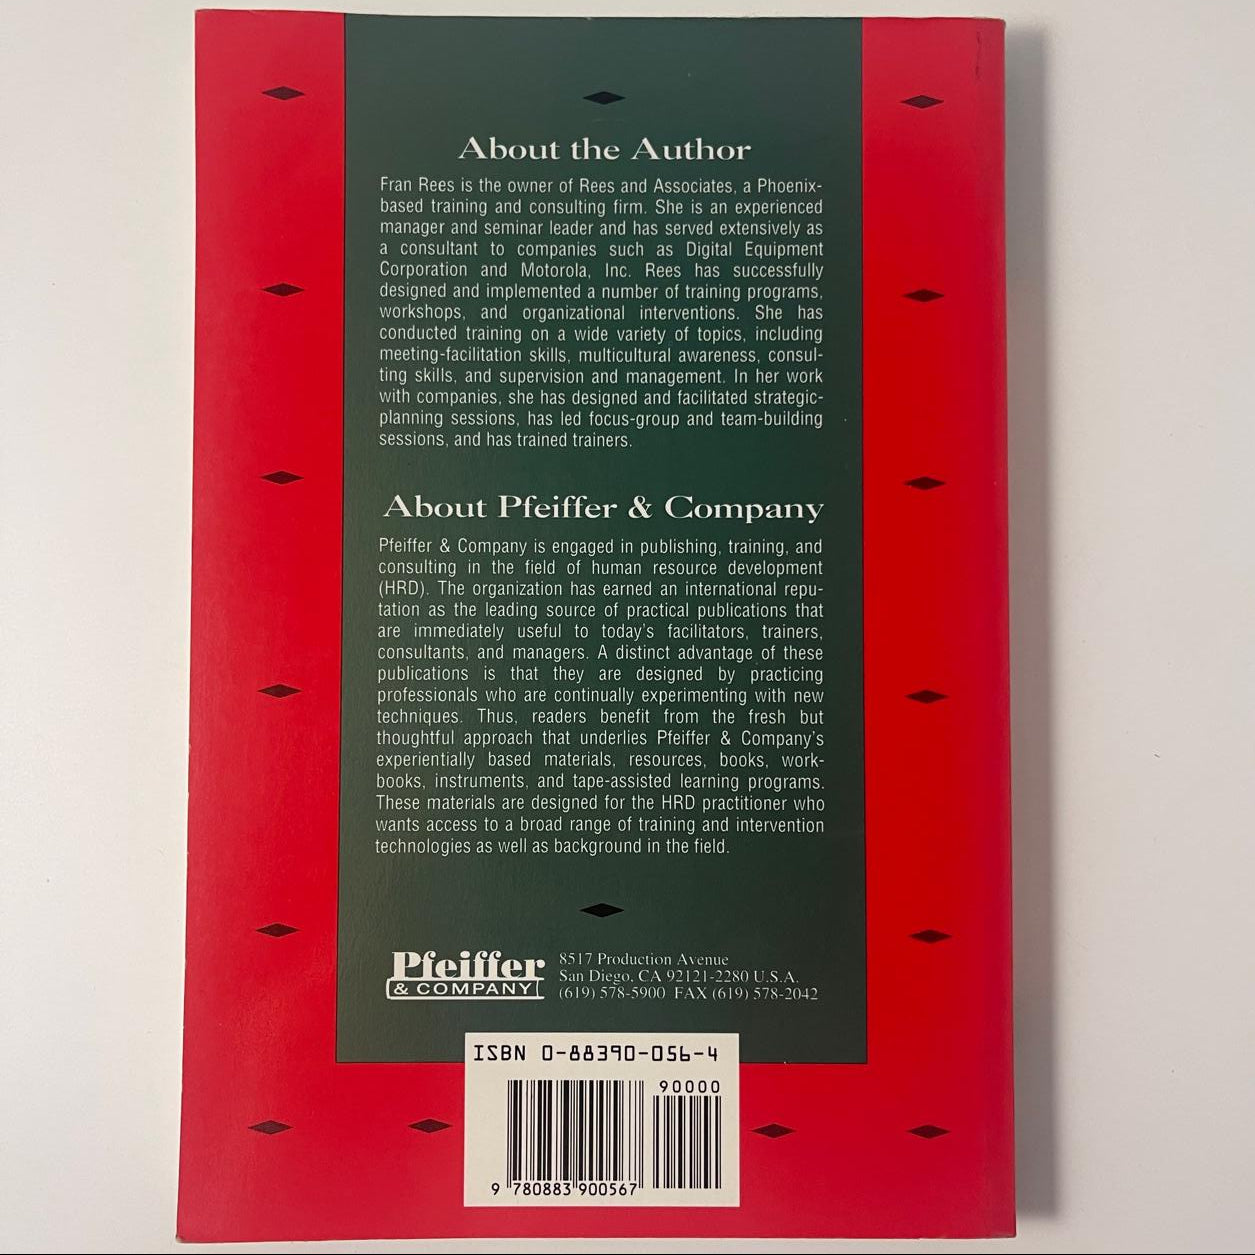 About the Author
Fran Rees is the owner of Rees and Associates, a Phoenix-
based training and consulting firm. She is an experienced
manager and seminar leader and has served extensively as
a consultant to companies such as Digital Equipment
Corporation and Motorola, Inc. Rees has successfully
designed and implemented a number of training programs,
workshops, and organizational interventions. She has
conducted training on a wide variety of topics, including
meeting-facilitation skills, multicultural awareness, consul-
ting skills, and supervision and management. In her work
with companies, she has designed and facilitated strategic-
planning sessions, has led focus-group and team-building
sessions, and has trained trainers.
About Pfeiffer & Company
Pfeiffer & Company is engaged in publishing, training, and
consulting in the field of human resource development
(HRD). The organization has earned an international repu-
tation as the leading source of practical publications that
are immediately useful to today's facilitators, trainers,
consultants, and managers. A distinct advantage of these
publications is that they are designed by practicing
professionals who are continually experimenting with new
techniques. Thus, readers benefit from the fresh but
thoughtful approach that underlies Pfeiffer & Company's
experientially based materials, resources, books, work-
books, instruments, and tape-assisted learning programs.
These materials are designed for the HRD practitioner who
wants access to a broad range of training and intervention
technologies as well as background in the field.
Pfeiffer
& COMPANY
8517 Production Avenue
San Diego, CA 92121-2280 U.S.A.
(619) 578-5900 FAX (619) 578-2042
ISBN 0-88390-056-4
90000
9 780883 900567